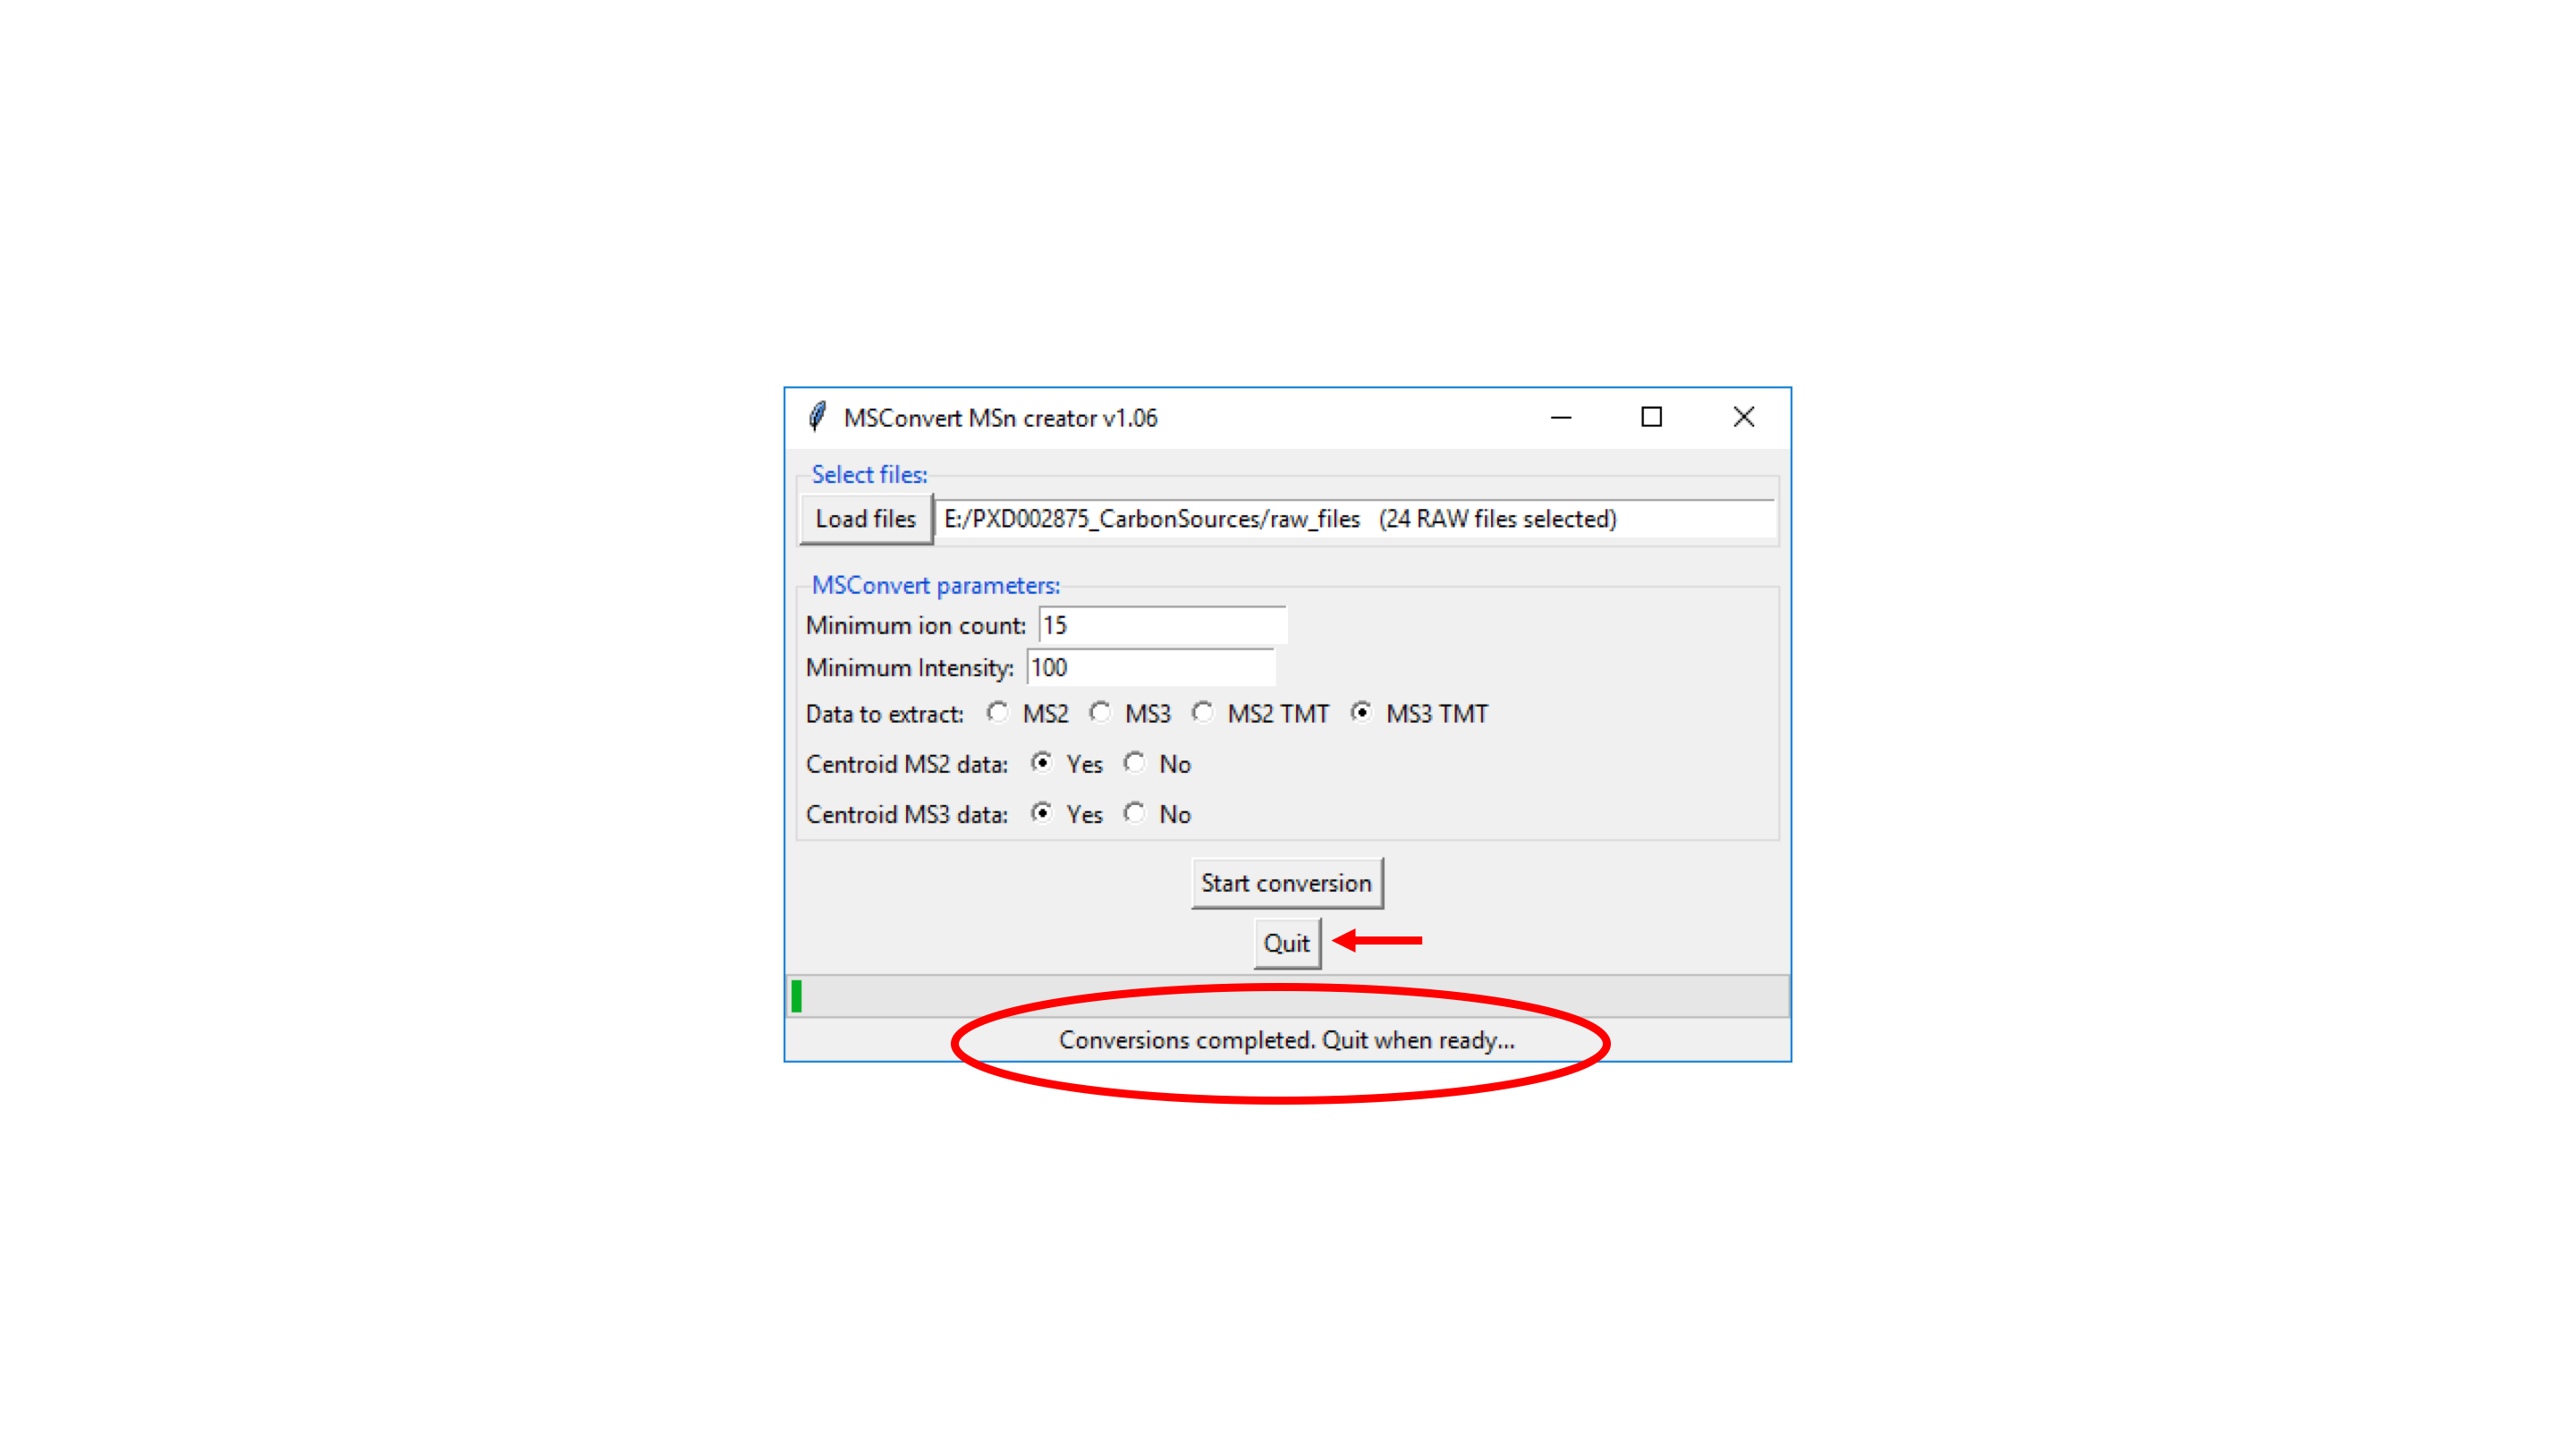 MSConvert MSn creator v1.06
Select files:
Load files E:/PXD002875_CarbonSources/raw_files (24 RAW files selected)
MSConvert parameters:
Minimum ion count: 15
Minimum Intensity: 100
Data to extract: MS2 MS3 MS2 TMT MS3 TMT
Centroid MS2 data: Yes No
Centroid MS3 data: Yes No
Start conversion
Quit
Conversions completed. Quit when ready...